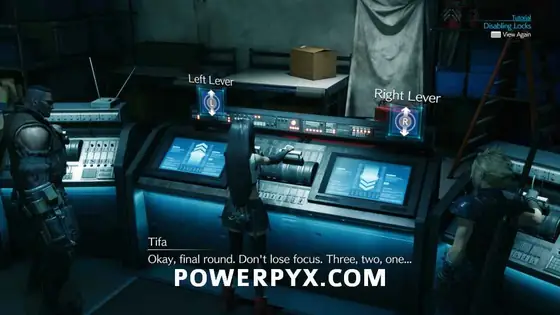 Tutorial
Disabling Locks
View Again
Left Lever
Right Lever
L
R
Tifa
Okay, final round. Don't lose focus. Three, two, one...
POWERPYX.COM